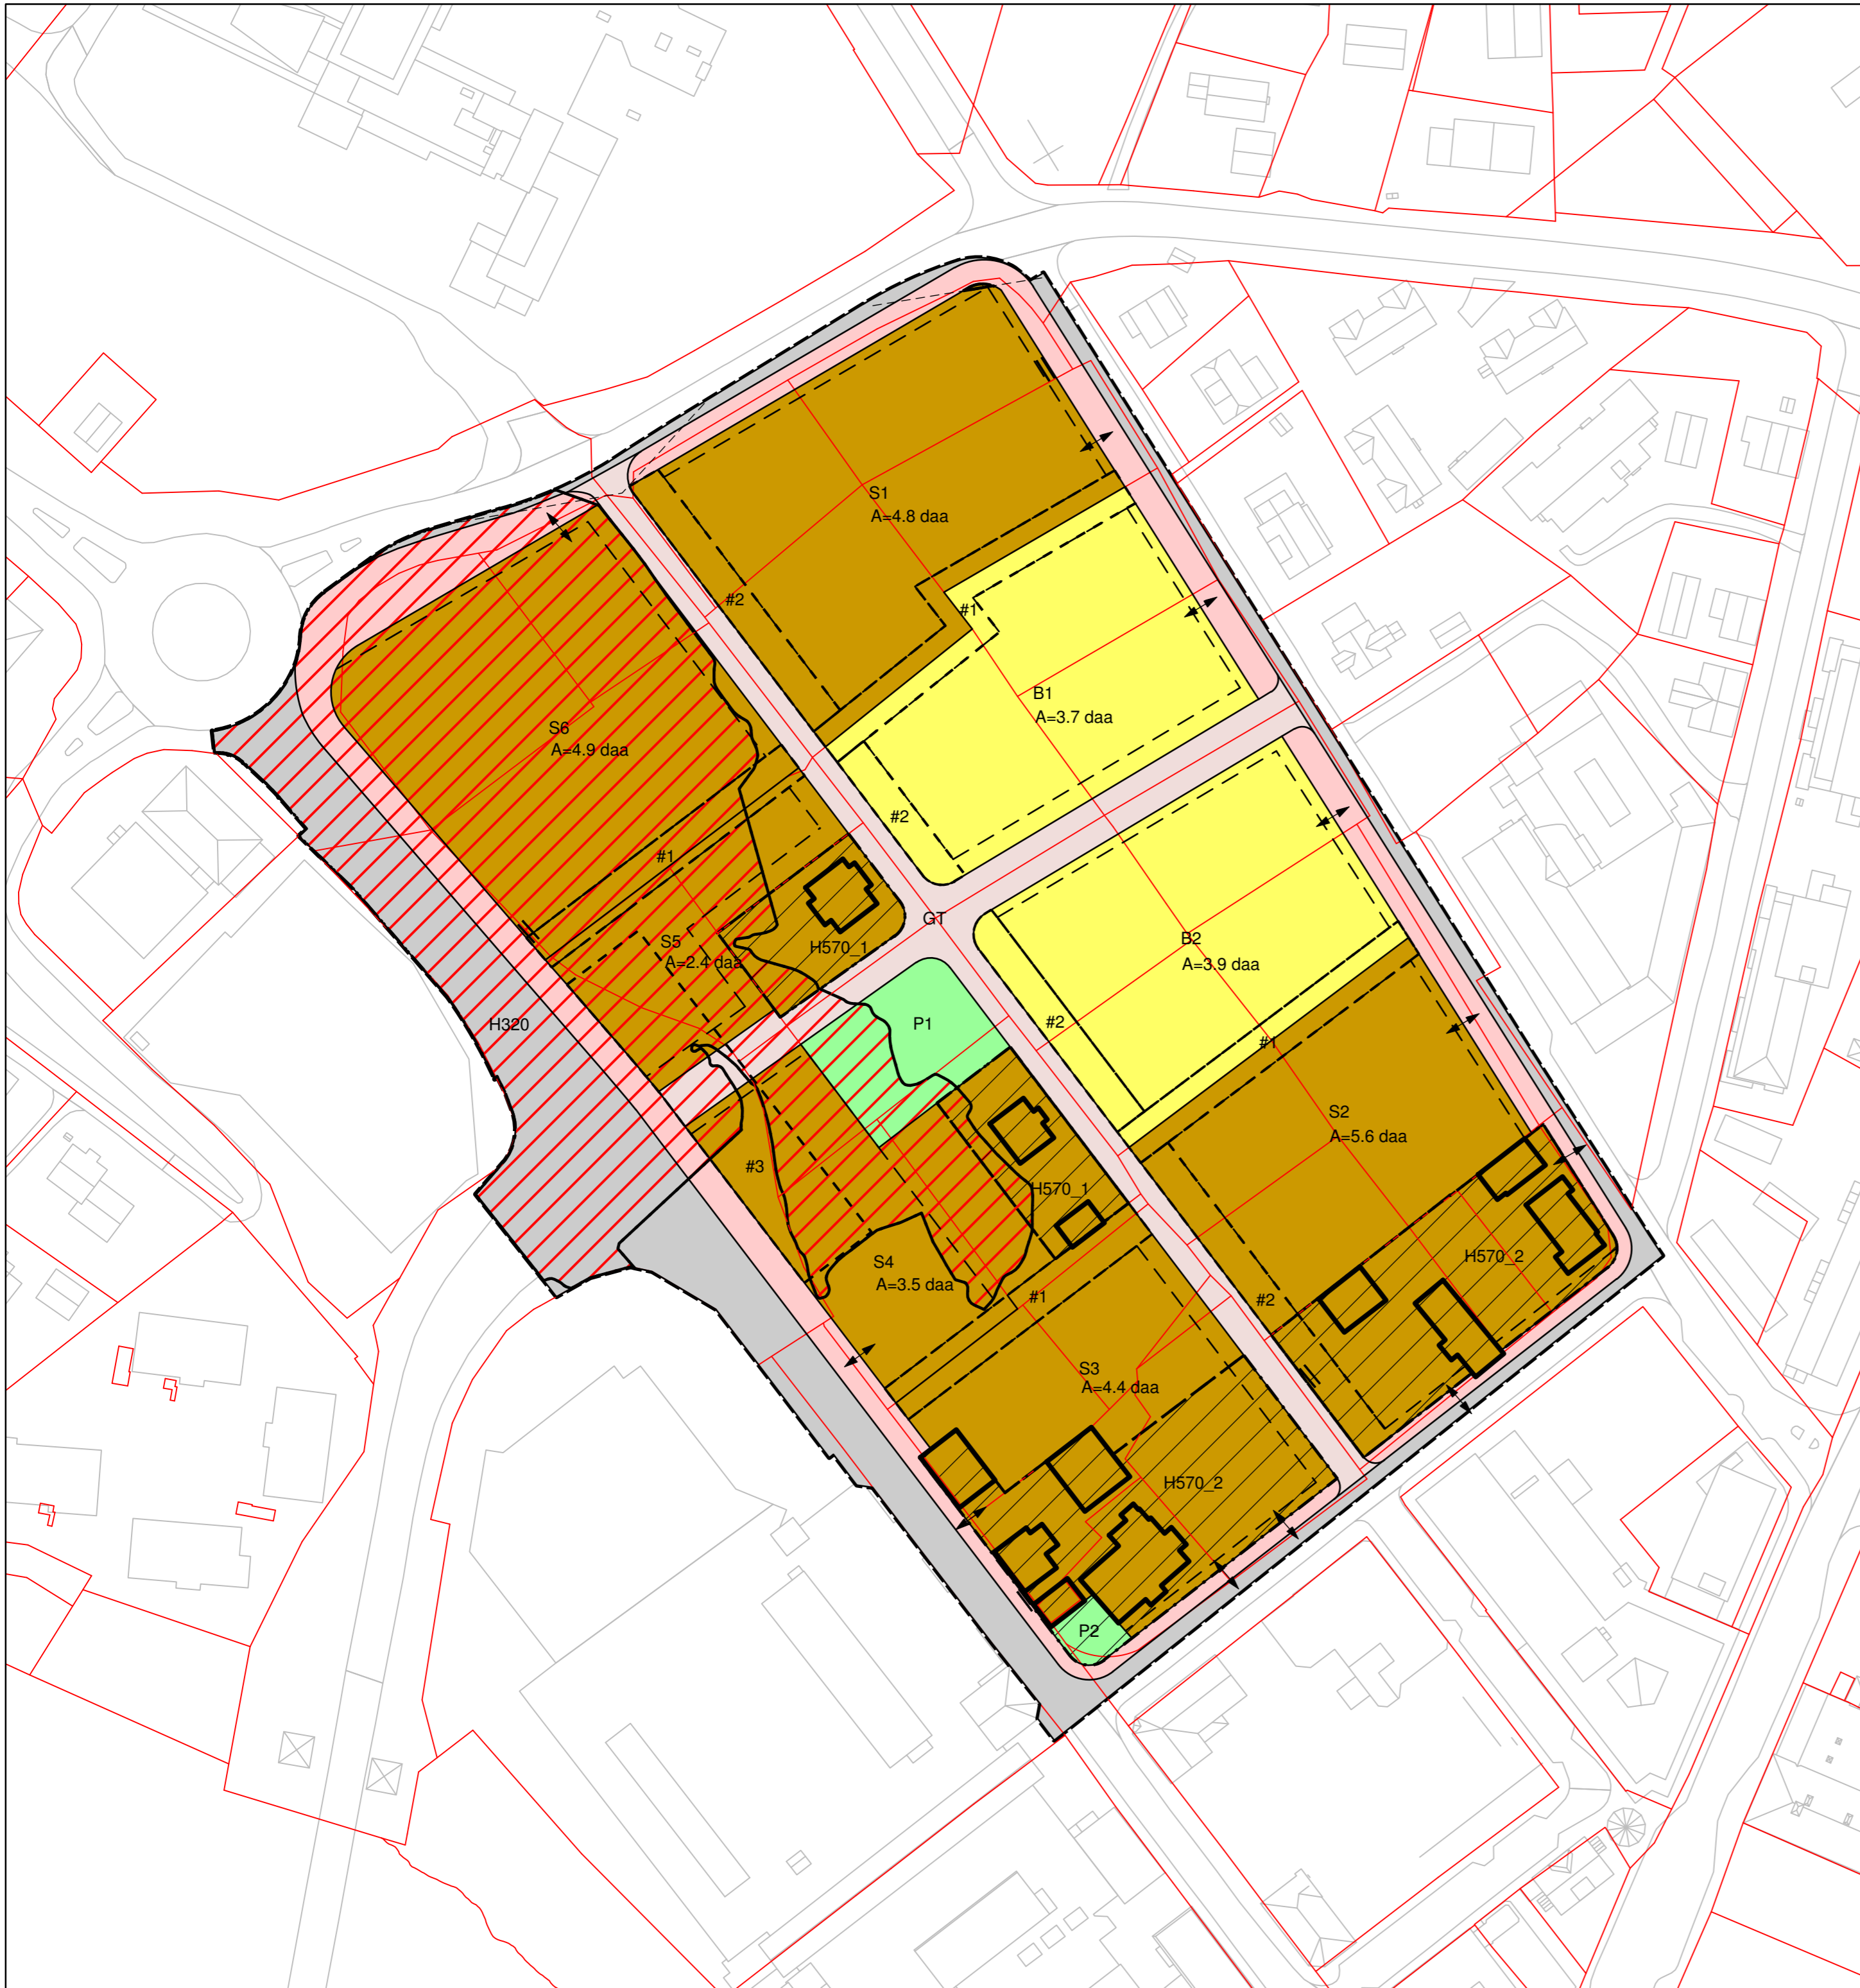 S1
A=4.8 daa
#2
#1
B1
A=3.7 daa
S6
A=4.9 daa
#2
#1
GT
S5
A=2.4 daa
H570_1
B2
A=3.9 daa
H320
P1
#2
#1
S2
A=5.6 daa
#3
H570_1
S4
A=3.5 daa
H570_2
#1
#2
S3
A=4.4 daa
H570_2
P2